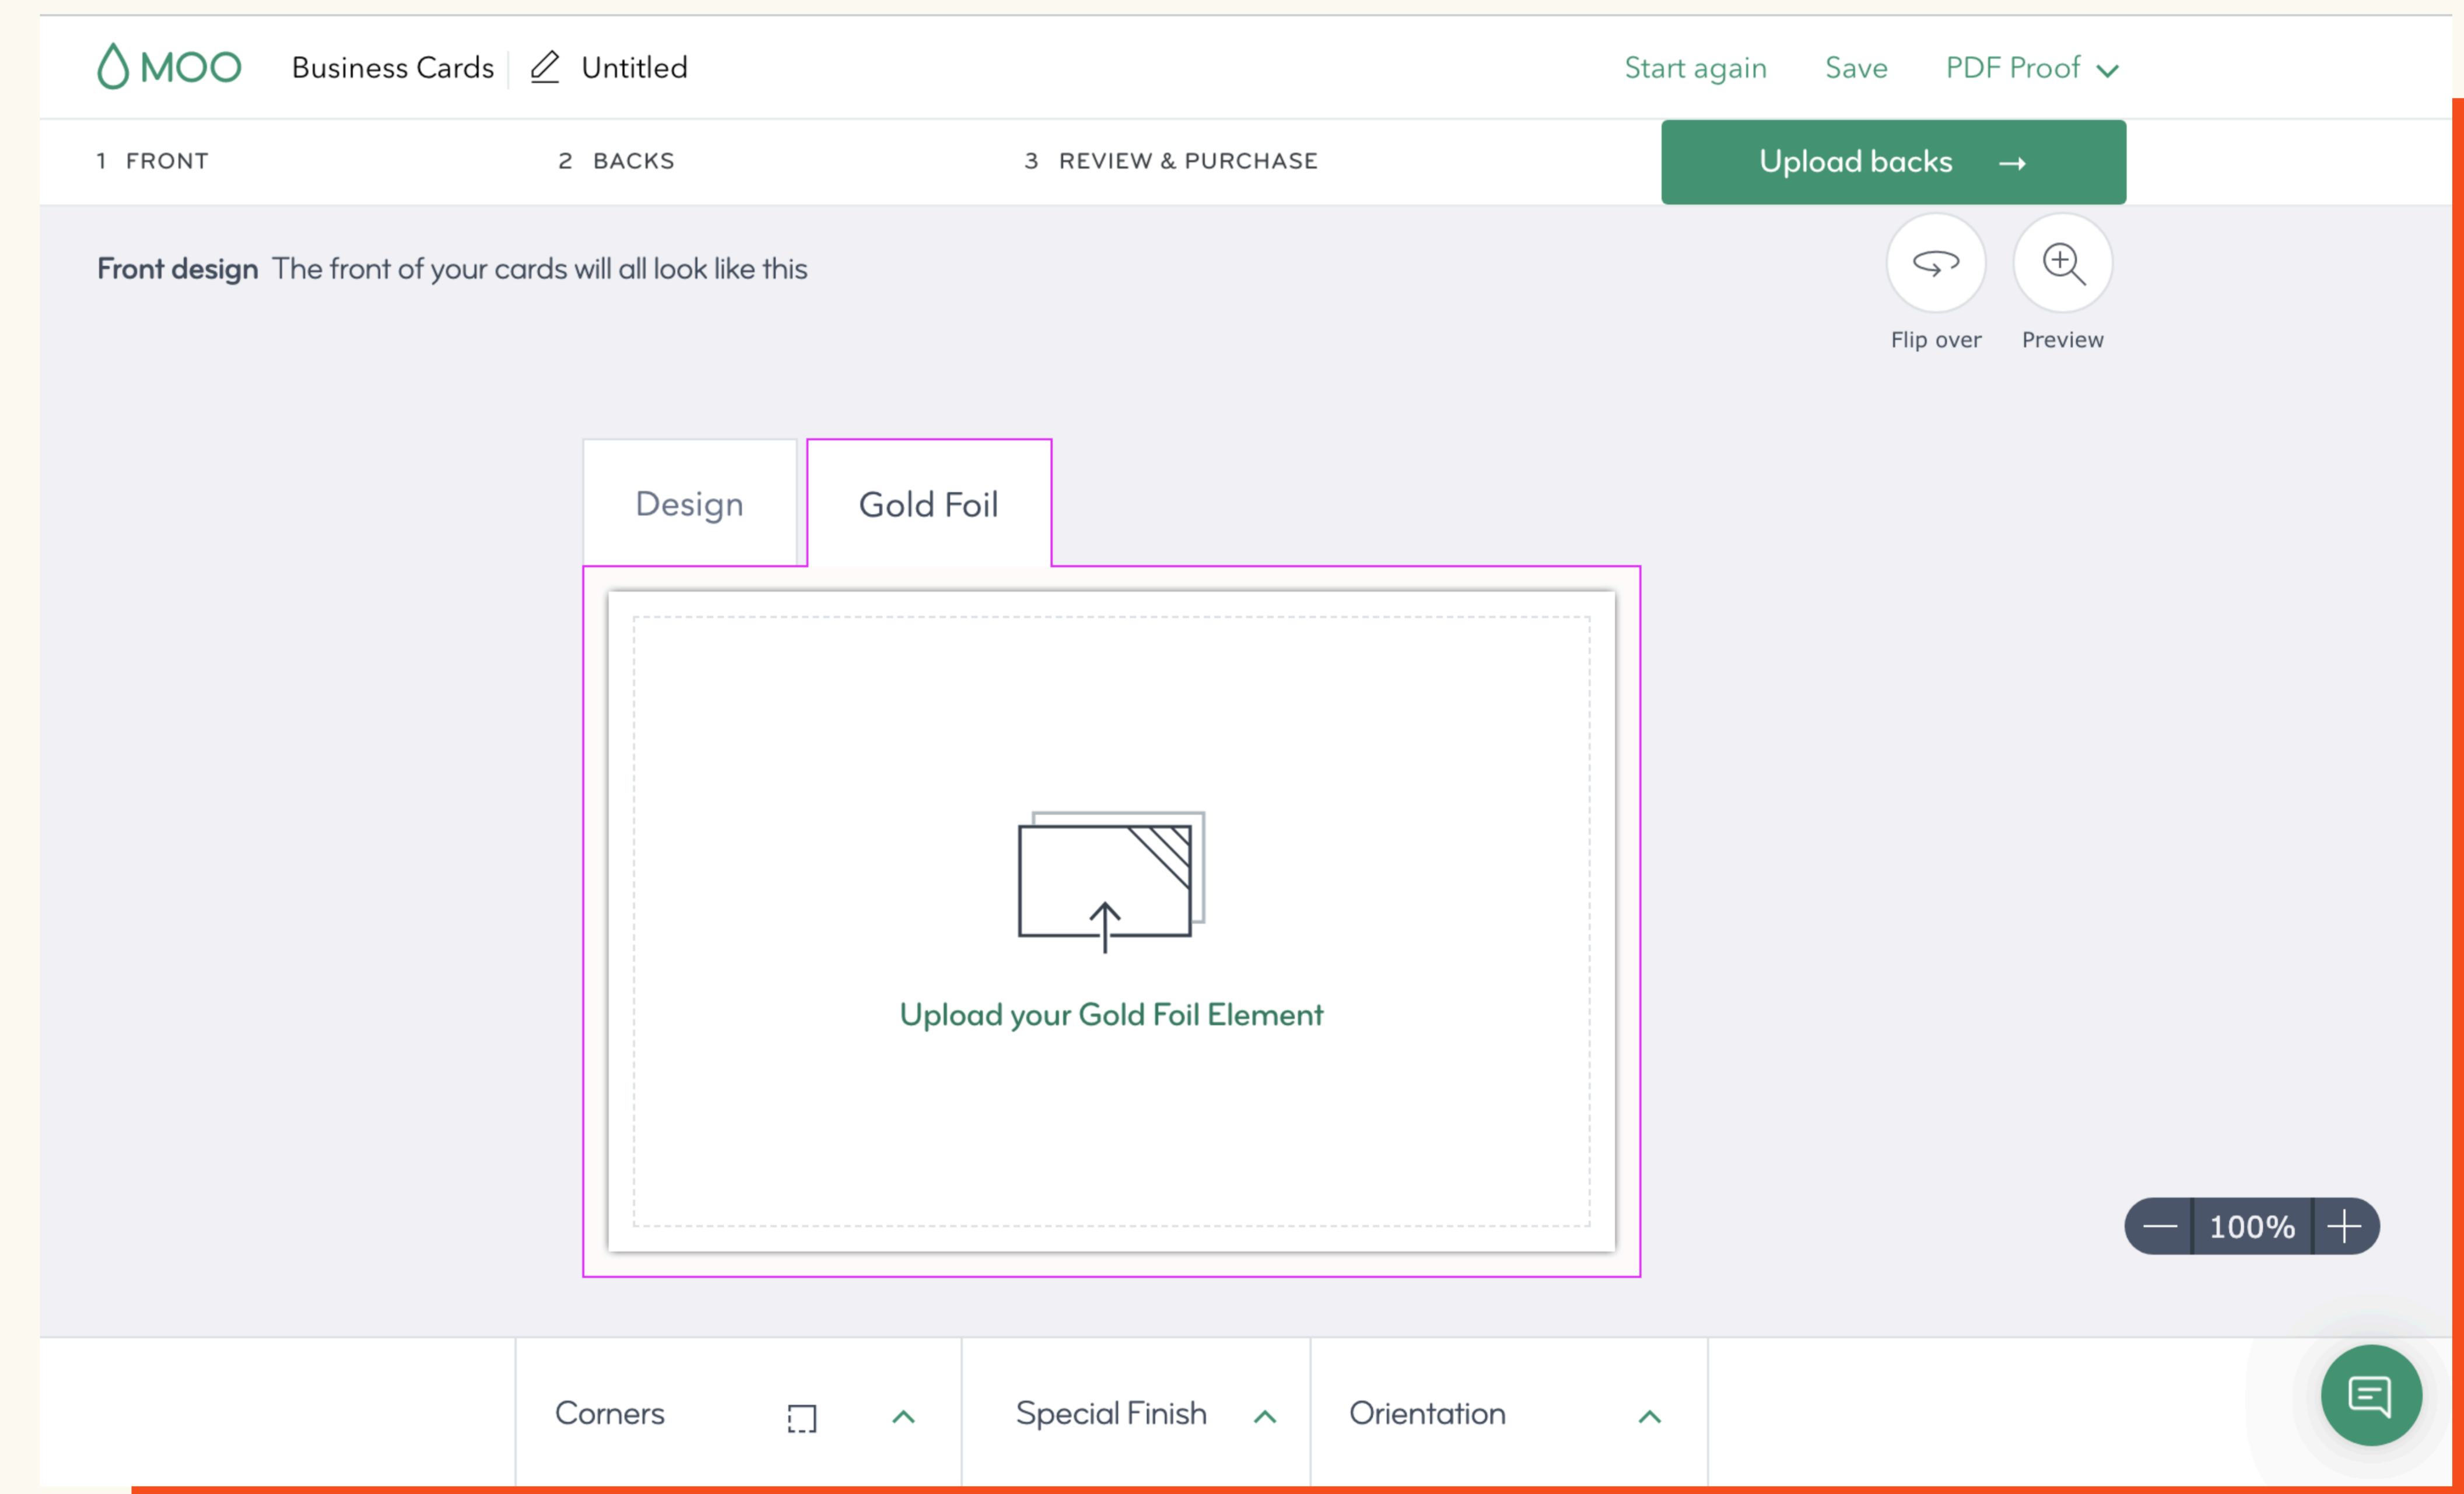 MOO Business Cards Untitled Start again Save PDF Proof
1 FRONT 2 BACKS 3 REVIEW & PURCHASE Upload backs →
Front design The front of your cards will all look like this
Flip over Preview
Design Gold Foil
Upload your Gold Foil Element
100%
Corners Special Finish Orientation